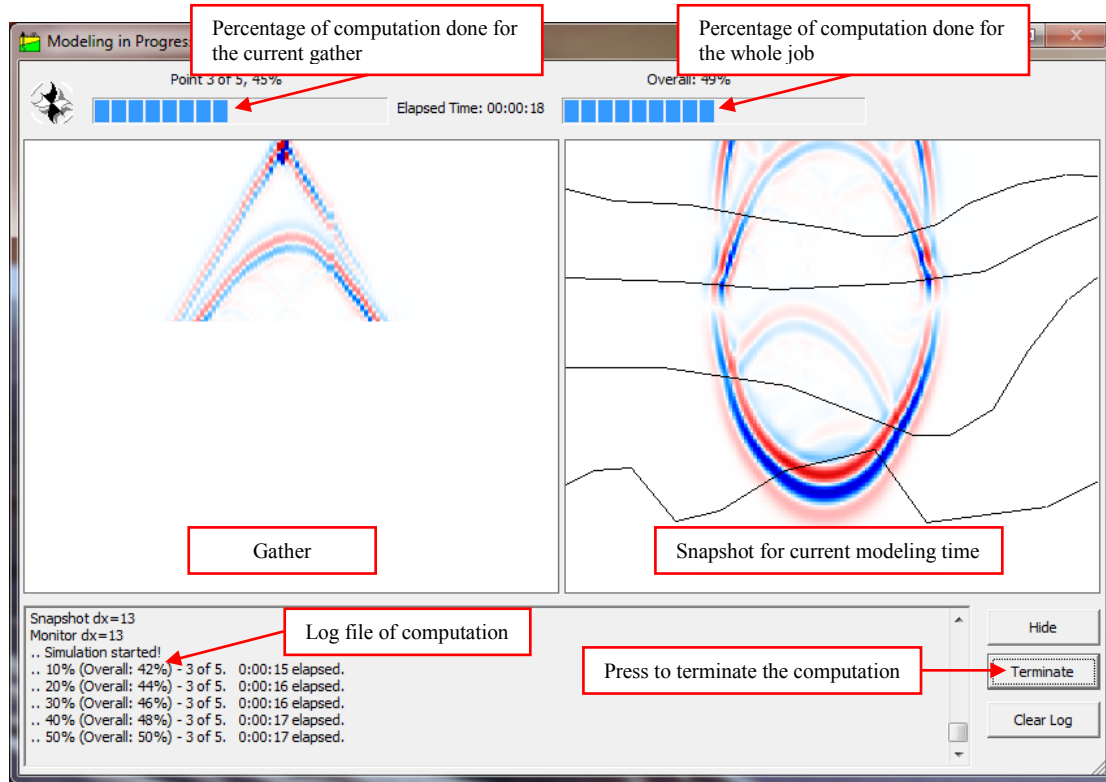 Modeling in Progres
Percentage of computation done for
the current gather
Percentage of computation done for
the whole job
Point 3 of 5, 45%
Overall: 49%
Elapsed Time: 00:00:18
Gather
Snapshot for current modeling time
Snapshot dx=13
Monitor dx=13
.. Simulation started!
.. 10% (Overall: 42%) - 3 of 5. 0:00:15 elapsed.
.. 20% (Overall: 44%) - 3 of 5. 0:00:16 elapsed.
.. 30% (Overall: 46%) - 3 of 5. 0:00:16 elapsed.
.. 40% (Overall: 48%) - 3 of 5. 0:00:17 elapsed.
.. 50% (Overall: 50%) - 3 of 5. 0:00:17 elapsed.
Log file of computation
Press to terminate the computation
Hide
Terminate
Clear Log